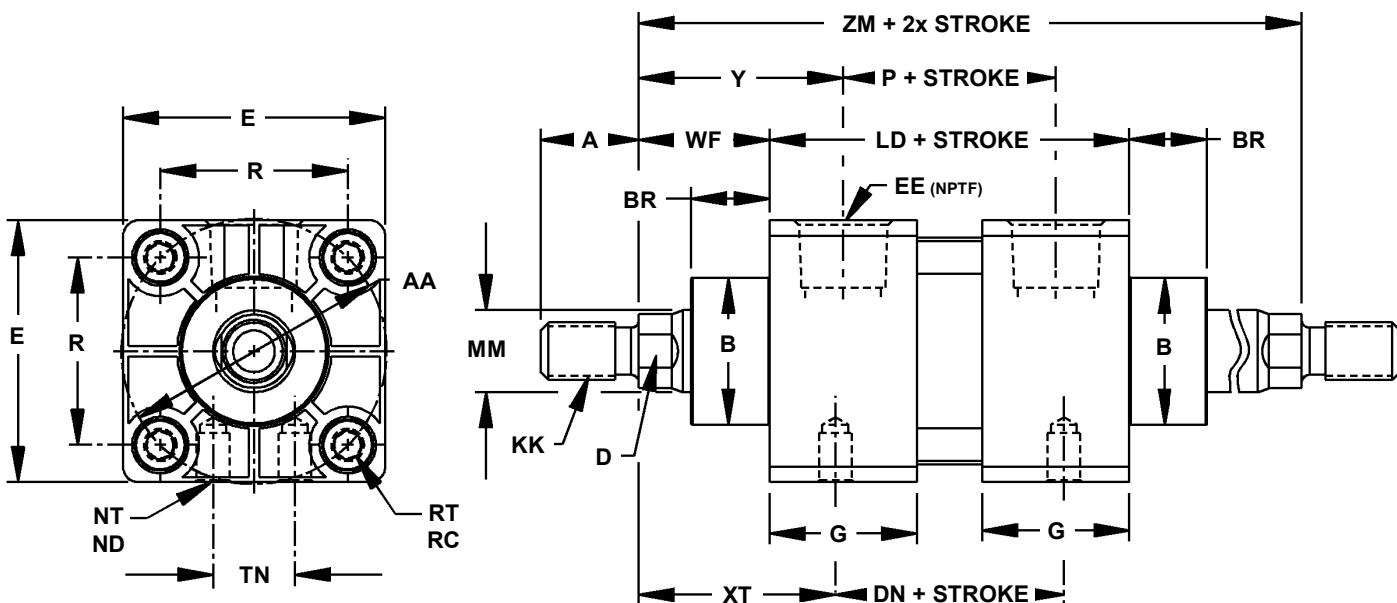 ZM + 2x STROKE
Y
P + STROKE
E
A
WF
LD + STROKE
BR
R
BR
EE (NPTF)
AA
E
R
MM
B
B
KK
D
NT
ND
RT
RC
G
G
TN
XT
DN + STROKE